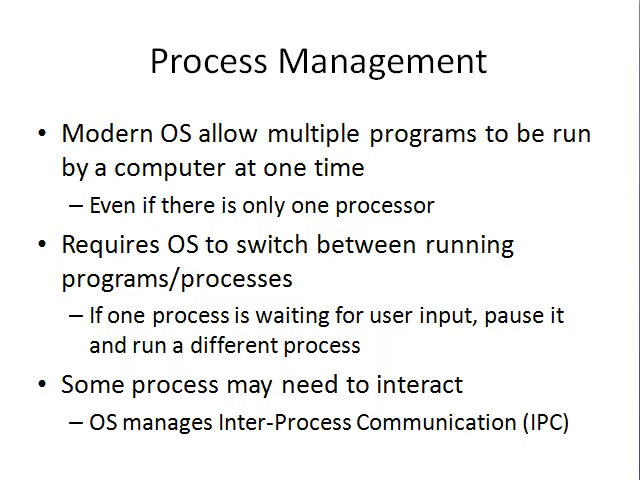 Process Management
• Modern OS allow multiple programs to be run
by a computer at one time
– Even if there is only one processor
• Requires OS to switch between running
programs/processes
– If one process is waiting for user input, pause it
and run a different process
• Some process may need to interact
– OS manages Inter-Process Communication (IPC)